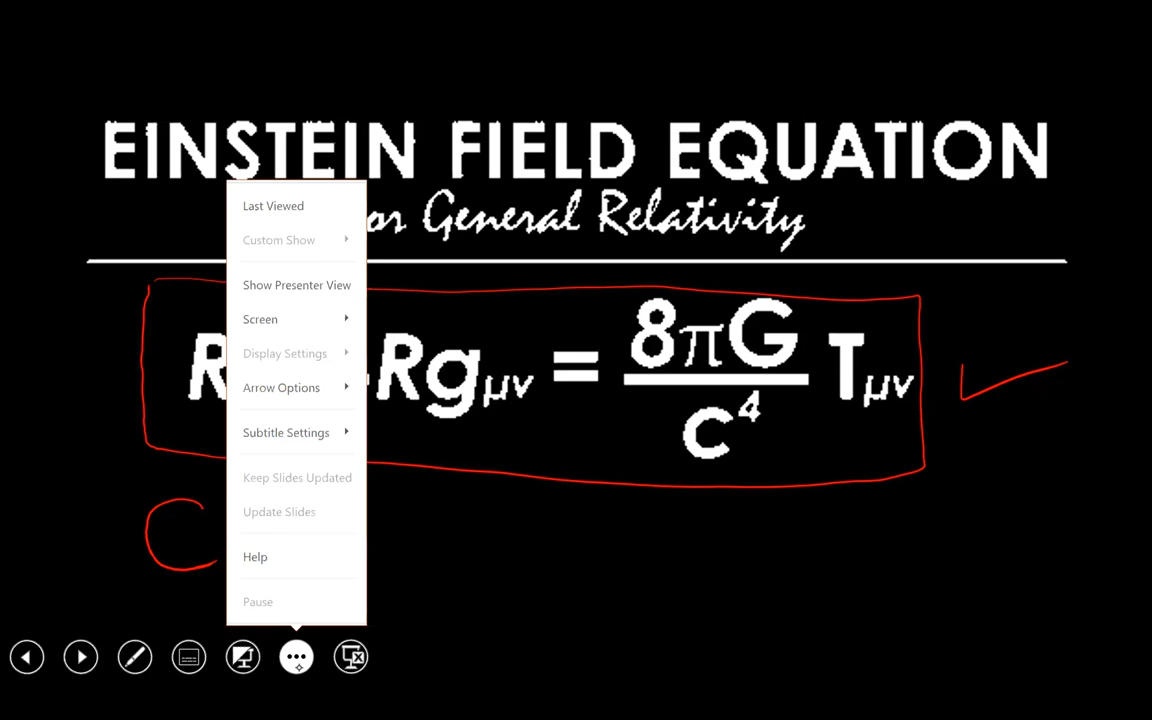 EINSTEIN FIELD EQUATION
or General Relativity
R Rgμν = 8πG/c⁴ Tμν
C
Last Viewed
Custom Show
Show Presenter View
Screen
Display Settings
Arrow Options
Subtitle Settings
Keep Slides Updated
Update Slides
Help
Pause